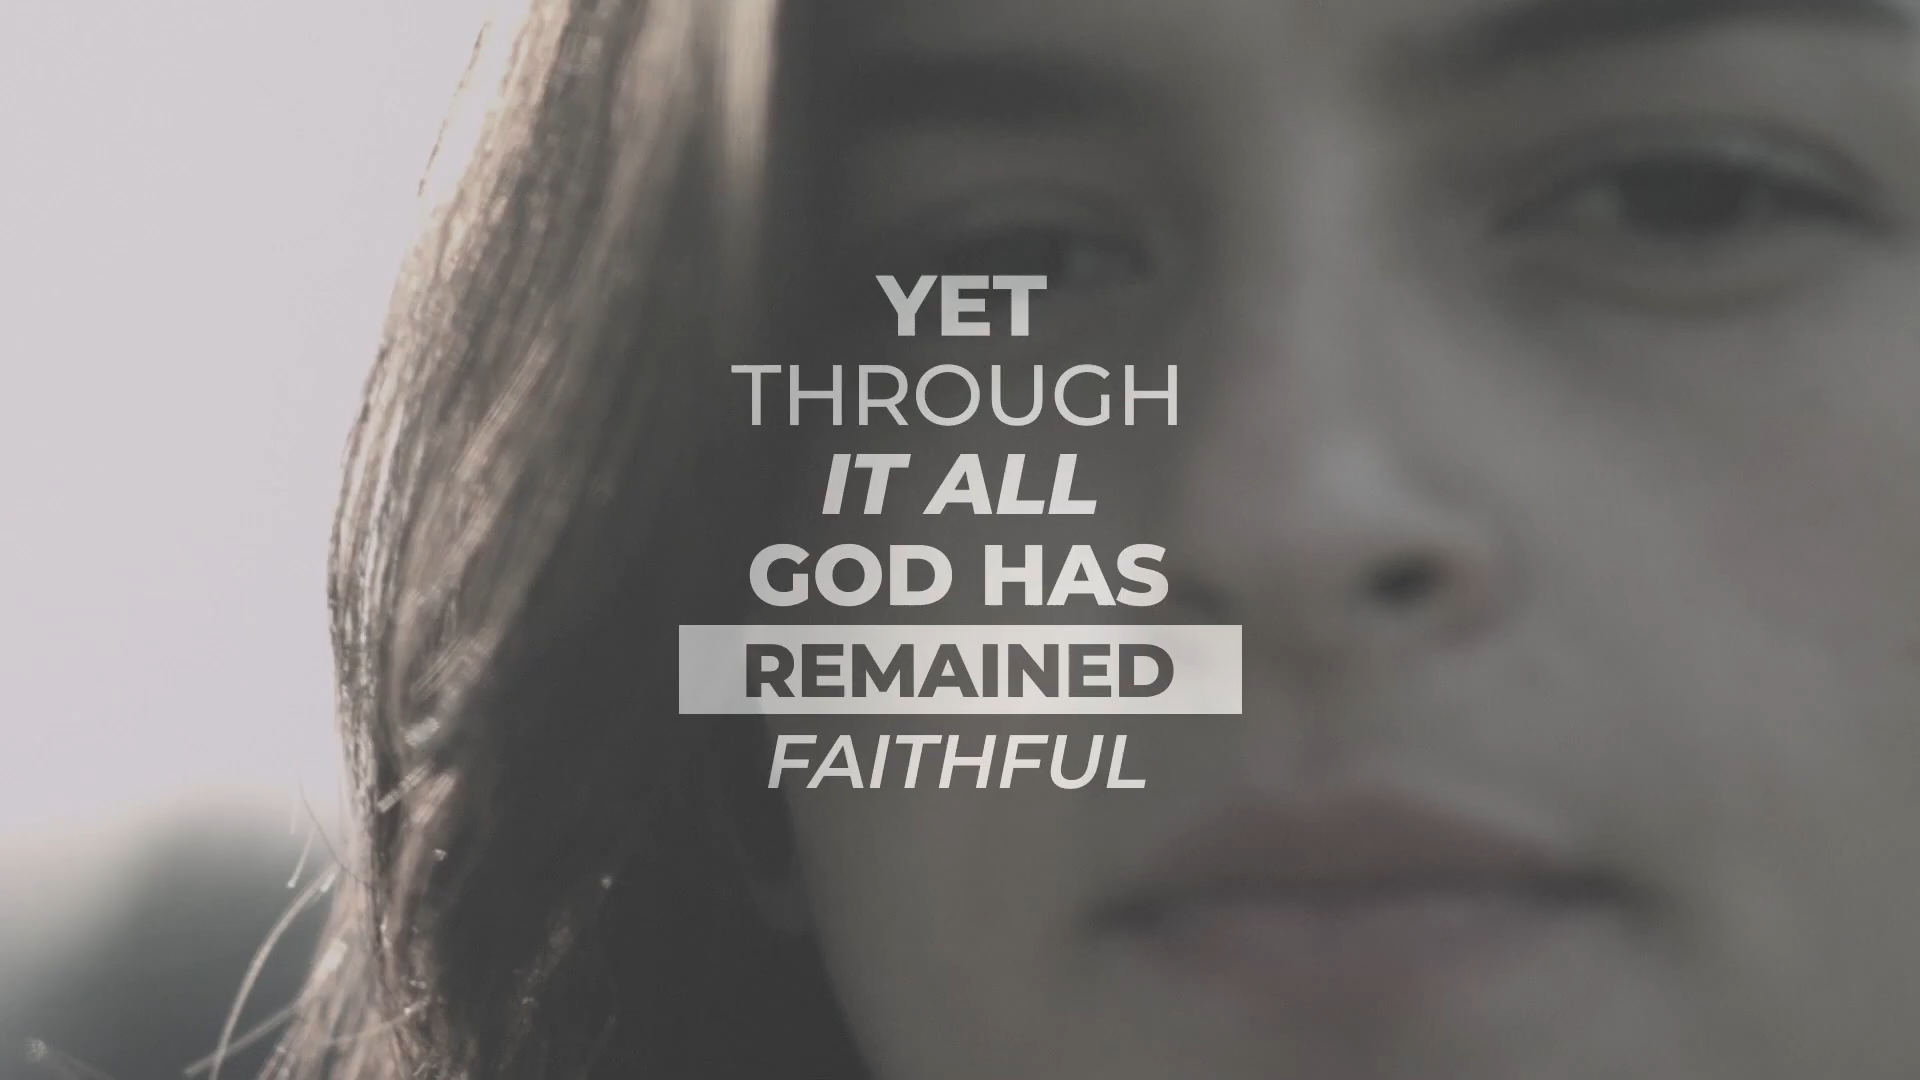 YET
THROUGH
IT ALL
GOD HAS
REMAINED
FAITHFUL